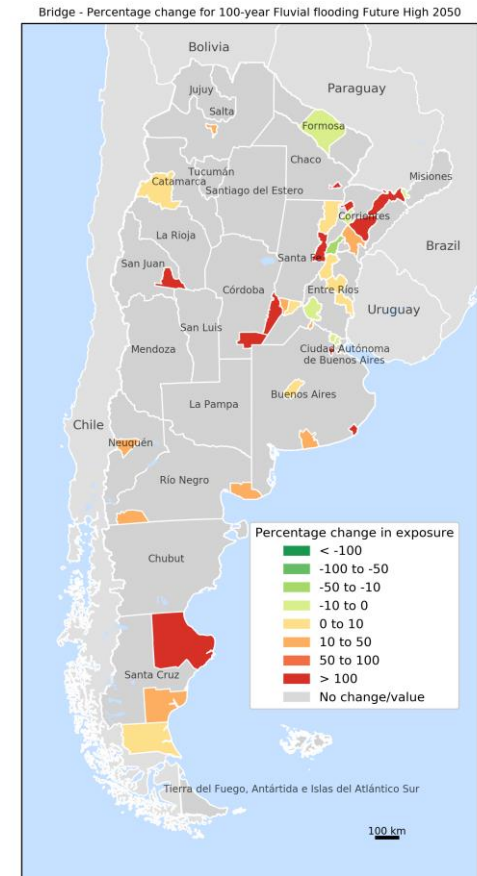 Bridge - Percentage change for 100-year Fluvial flooding Future High 2050
Bolivia
Paraguay
Jujuy
Salta
Formosa
Chaco
Misiones
Tucumán
Catamarca
Santiago del Estero
Corrientes
La Rioja
Brazil
Santa Fe
San Juan
Córdoba
Entre Ríos
Uruguay
San Luis
Mendoza
Ciudad Autónoma
de Buenos Aires
Buenos Aires
La Pampa
Chile
Neuquén
Río Negro
Chubut
Percentage change in exposure
< -100
-100 to -50
-50 to -10
-10 to 0
0 to 10
10 to 50
50 to 100
> 100
No change/value
Santa Cruz
Tierra del Fuego, Antártida e Islas del Atlántico Sur
100 km